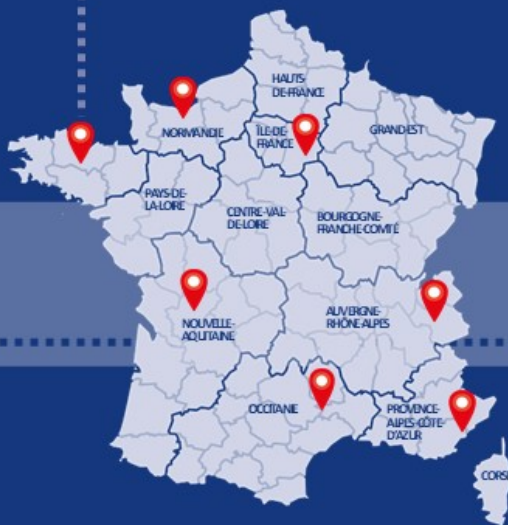 HAUTS-
DE-FRANCE
NORMANDIE
ÎLE-DE-
FRANCE
GRAND EST
PAYS-DE-
LA-LOIRE
CENTRE-VAL
DE-LOIRE
BOURGOGNE-
FRANCHE-COMTÉ
NOUVELLE-
AQUITAINE
AUVERGNE-
RHÔNE-ALPES
OCCITANIE
PROVENCE-
ALPES-CÔTE-
D'AZUR
CORSE